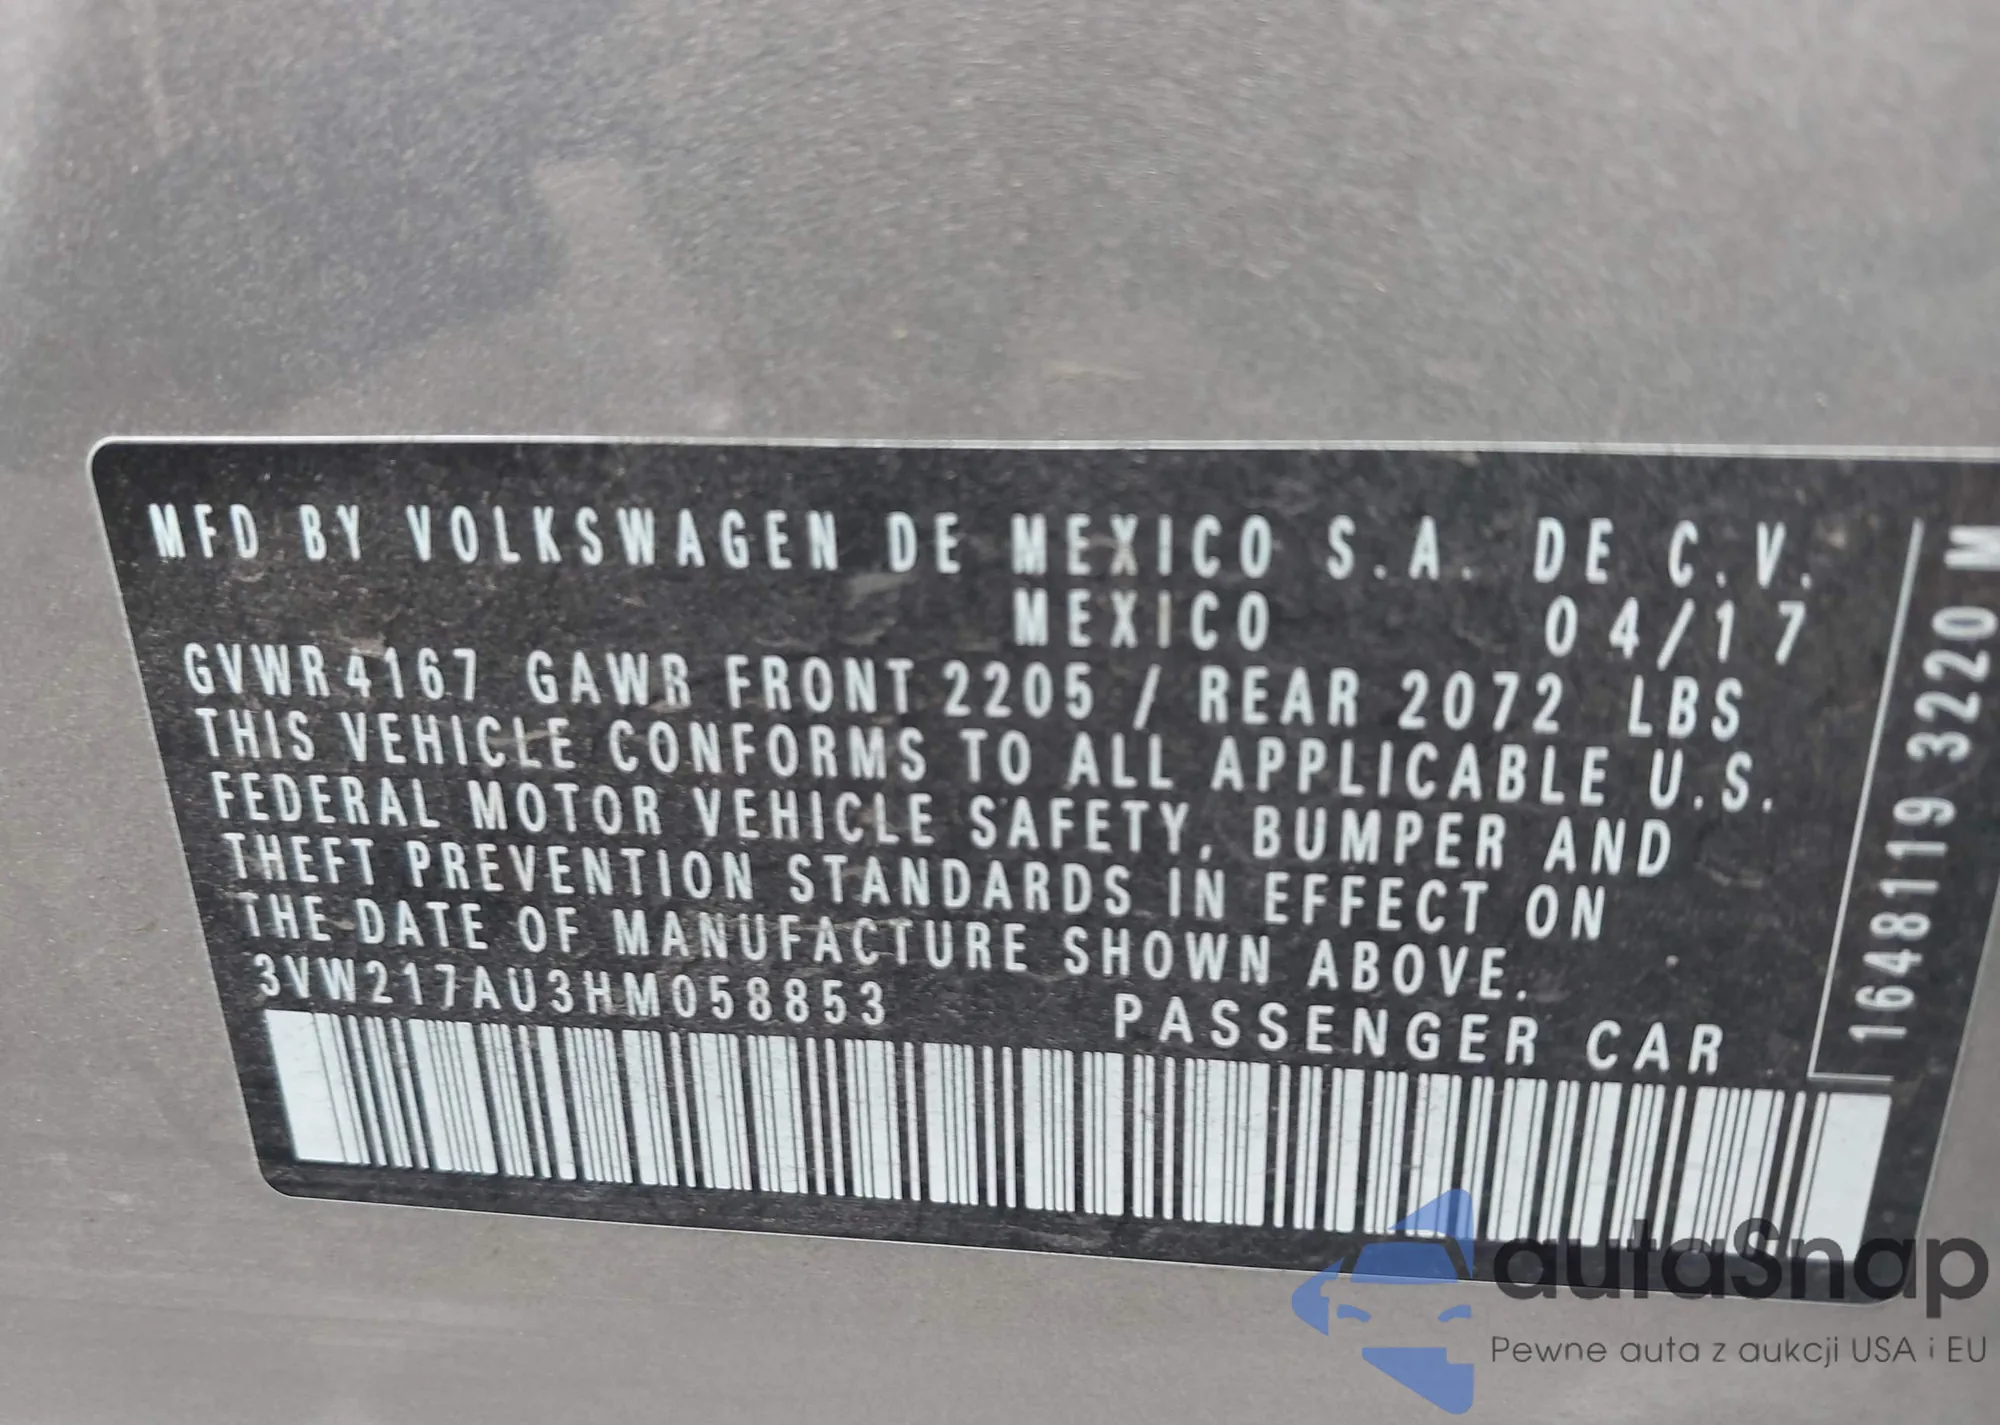 MFD BY VOLKSWAGEN DE MEXICO S.A. DE C.V.
MEXICO 04/17
GVWR 4167 GAWR FRONT 2205 / REAR 2072 LBS
THIS VEHICLE CONFORMS TO ALL APPLICABLE U.S.
FEDERAL MOTOR VEHICLE SAFETY, BUMPER AND
THEFT PREVENTION STANDARDS IN EFFECT ON
THE DATE OF MANUFACTURE SHOWN ABOVE.
3VW217AU3HM058853 PASSENGER CAR
1648119 3220 M
autaSnap
Pewne auta z aukcji USA i EU